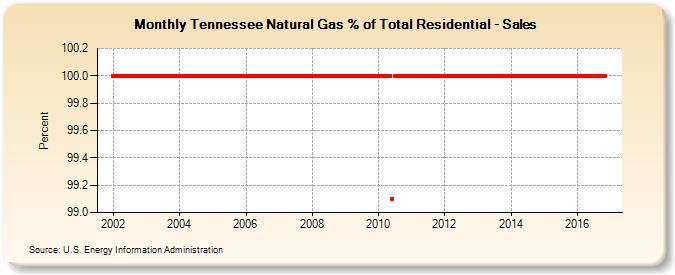 Monthly Tennessee Natural Gas % of Total Residential - Sales
Percent
100.2
100.0
99.8
99.6
99.4
99.2
99.0
2002 2004 2006 2008 2010 2012 2014 2016
Source: U.S. Energy Information Administration